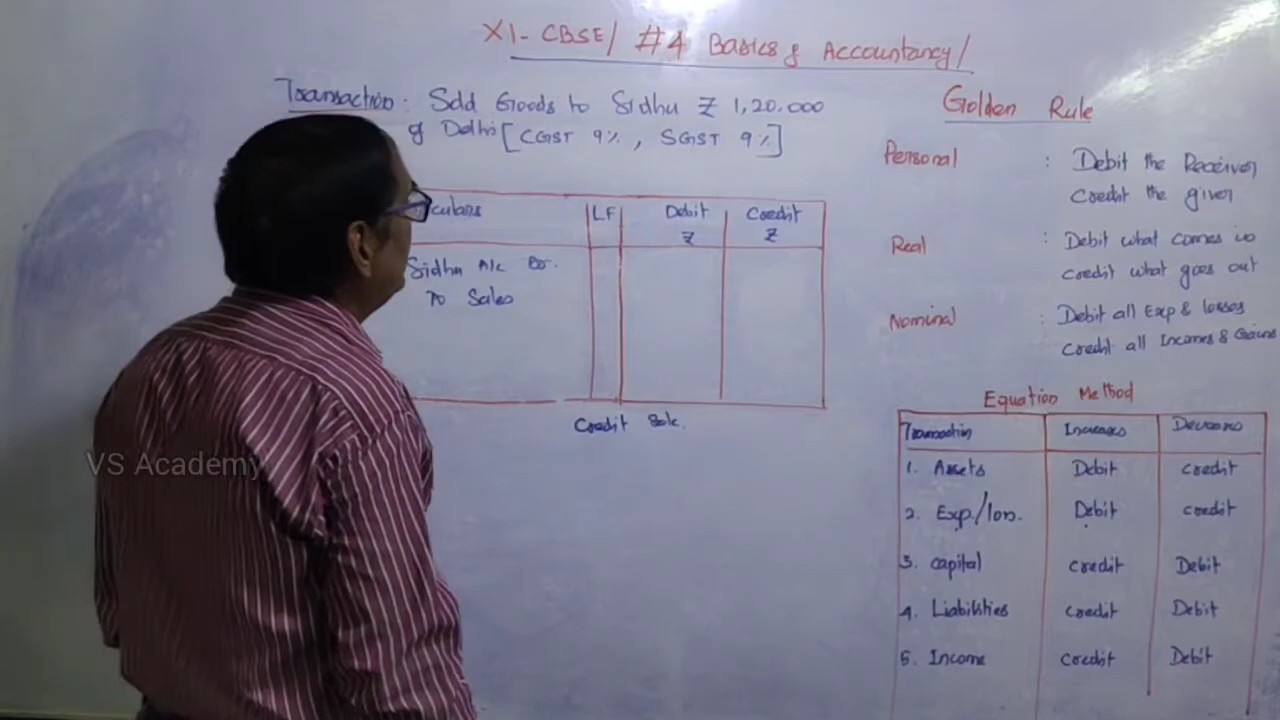 XI- CBSE/ #4 Basics of Accountancy/
Transaction: Sold Goods to Sidhu ₹ 1,20,000
of Delhi [CGST 9%, SGST 9%]
culars LF Debit ₹ Credit ₹
Sidhu A/c Dr.
To Sales
Credit Sale.
Golden Rule
Personal : Debit the Receiver
Credit the giver
Real : Debit what comes in
Credit what goes out
Nominal : Debit all Exp & losses
Credit all Incomes & Gains
Equation Method
Transaction Increases Decreases
1. Assets Debit Credit
2. Exp./loss. Debit Credit
3. Capital Credit Debit
4. Liabilities Credit Debit
5. Income Credit Debit
VS Academy